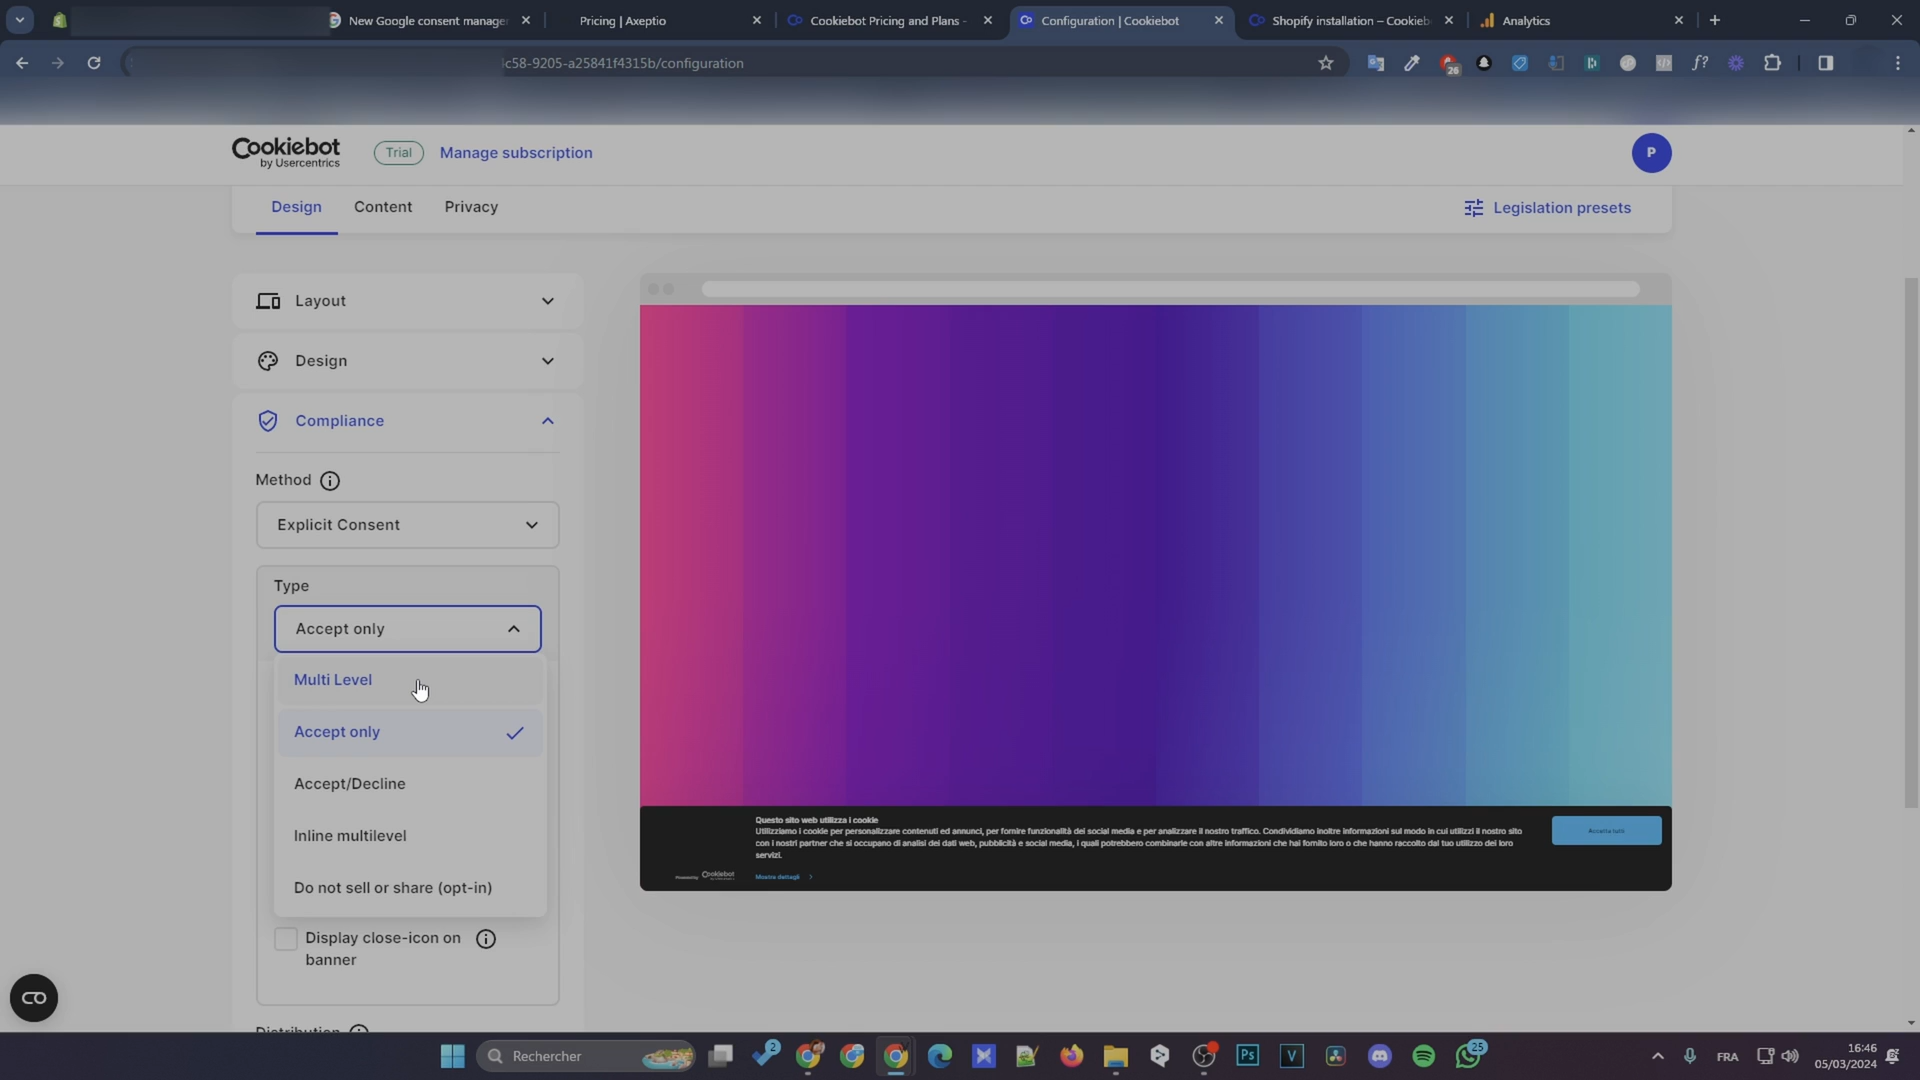 New Google consent manager
Pricing | Axeptio
Cookiebot Pricing and Plans -
Configuration | Cookiebot
Shopify installation – Cookieb
Analytics
c58-9205-a25841f4315b/configuration
26
f?
Cookiebot
by Usercentrics
Trial
Manage subscription
P
Design
Content
Privacy
Legislation presets
Layout
Design
Compliance
Method
Explicit Consent
Type
Accept only
Multi Level
Accept only
Accept/Decline
Inline multilevel
Do not sell or share (opt-in)
Display close-icon on
banner
Distribution
Questo sito web utilizza i cookie
Utilizziamo i cookie per personalizzare contenuti ed annunci, per fornire funzionalità dei social media e per analizzare il nostro traffico. Condividiamo inoltre informazioni sul modo in cui utilizzi il nostro sito
con i nostri partner che si occupano di analisi dei dati web, pubblicità e social media, i quali potrebbero combinarle con altre informazioni che hai fornito loro o che hanno raccolto dal tuo utilizzo dei loro
servizi.
Accetta tutti
Powered by Cookiebot
Mostra dettagli
Rechercher
2
Ps
V
25
FRA
16:46
05/03/2024